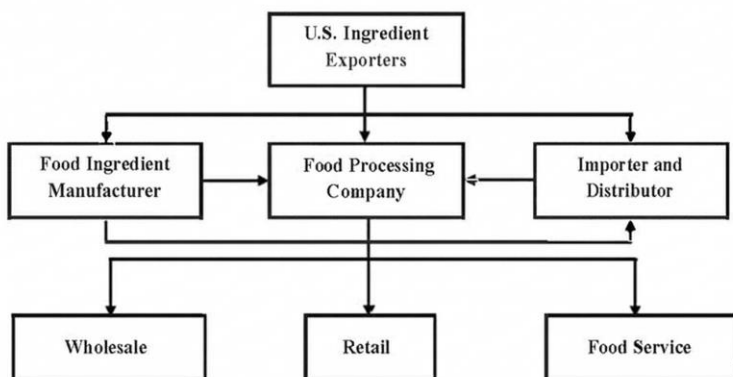 U.S. Ingredient
Exporters
Food Ingredient
Manufacturer
Food Processing
Company
Importer and
Distributor
Wholesale
Retail
Food Service